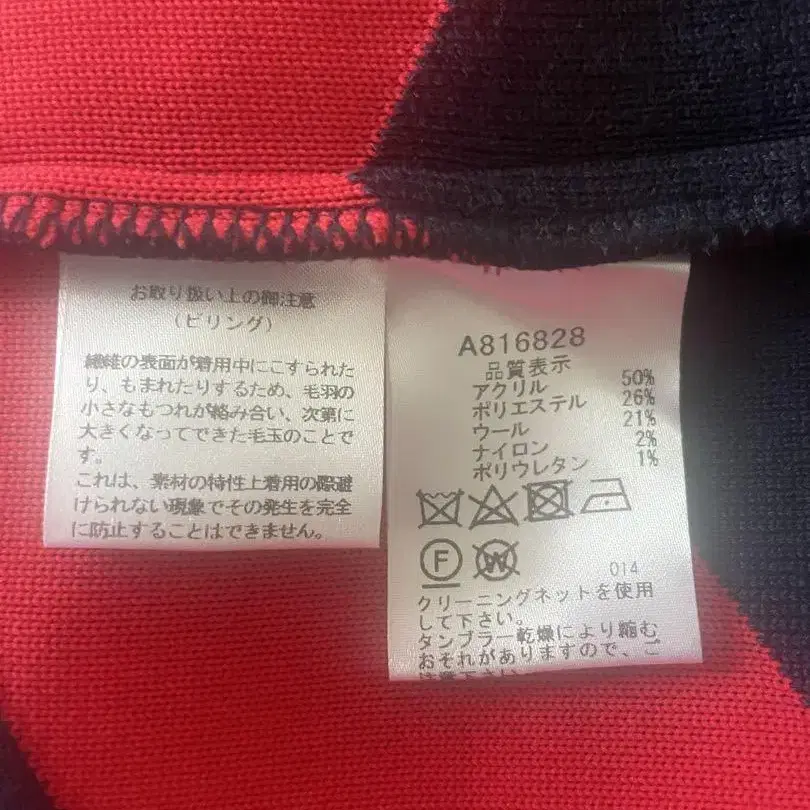 お取り扱い上の御注意
(ピリング)
繊維の表面が着用中にこすられた
り、もまれたりするため、毛羽の
小さなもつれが絡み合い、次第に
大きくなってできた毛玉のことで
す。
これは、素材の特性上着用の際避
けられない現象でその発生を完全
に防止することはできません。
A816828
品質表示
アクリル 50%
ポリエステル 26%
ウール 21%
ナイロン 2%
ポリウレタン 1%
F W
014
クリーニングネットを使用
して下さい。
タンブラー乾燥により縮む
おそれがありますので、ご
注意下さい